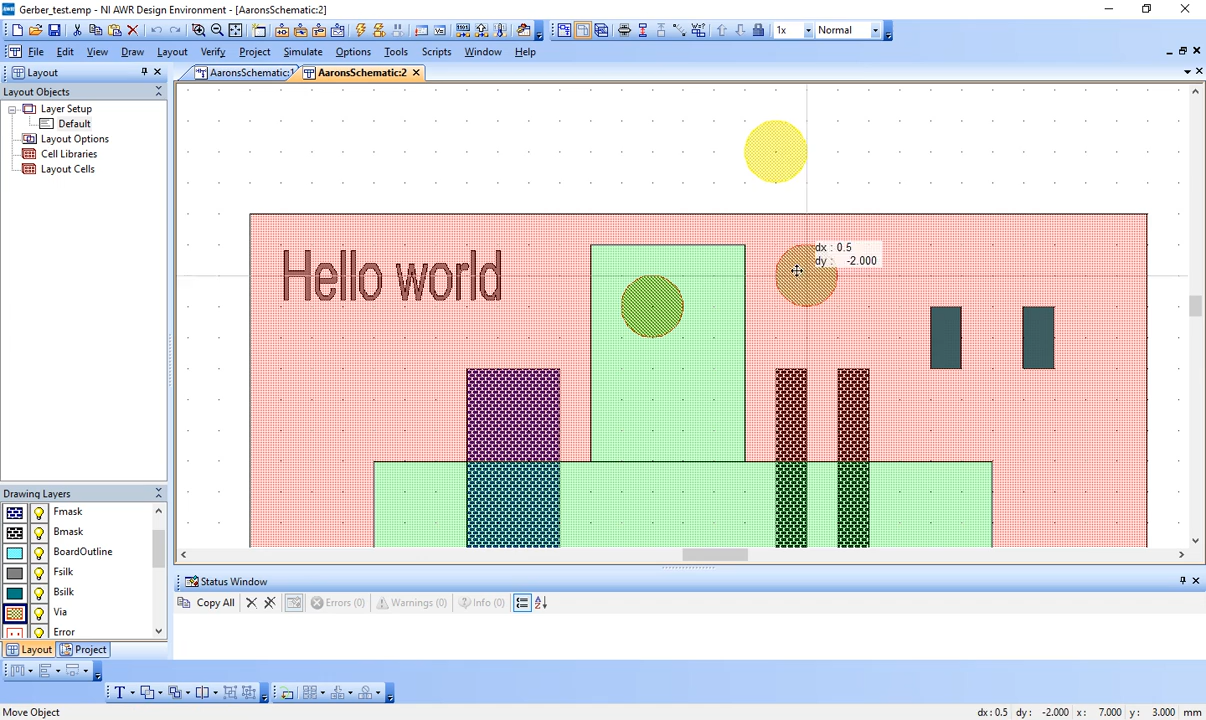 Gerber_test.emp - NI AWR Design Environment - [AaronsSchematic:2]
1x
Normal
File Edit View Draw Layout Verify Project Simulate Options Tools Scripts Window Help
Layout
AaronsSchematic:1
AaronsSchematic:2
Layout Objects
Layer Setup
Default
Layout Options
Cell Libraries
Layout Cells
Hello world
dx : 0.5
dy : -2.000
Drawing Layers
Fmask
Bmask
BoardOutline
Fsilk
Bsilk
Via
Error
Layout
Project
Status Window
Copy All
Errors (0)
Warnings (0)
Info (0)
Move Object
dx: 0.5 dy: -2.000 x: 7.000 y: 3.000 mm